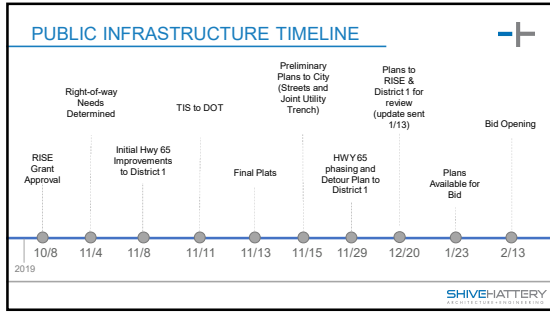 PUBLIC INFRASTRUCTURE TIMELINE
RISE
Grant
Approval
Right-of-way
Needs
Determined
Initial Hwy 65
Improvements
to District 1
TIS to DOT
Final Plats
Preliminary
Plans to City
(Streets and
Joint Utility
Trench)
HWY 65
phasing and
Detour Plan to
District 1
Plans to
RISE &
District 1 for
review
(update sent
1/13)
Plans
Available for
Bid
Bid Opening
10/8 11/4 11/8 11/11 11/13 11/15 11/29 12/20 1/23 2/13
2019
SHIVEHATTERY
ARCHITECTURE+ENGINEERING